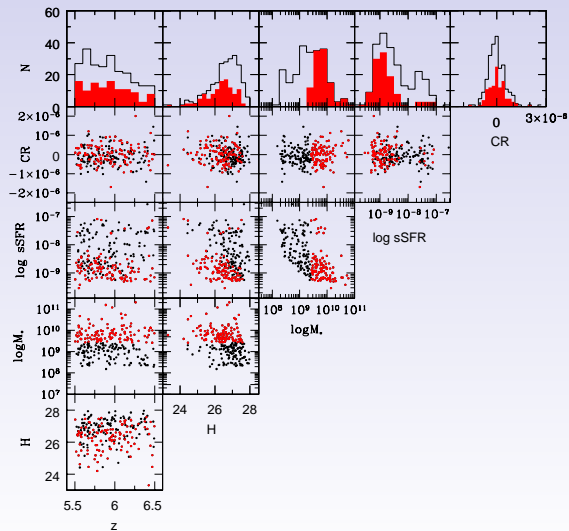 60
40
20
0
N
0
3×10⁻⁶
CR
2×10⁻⁶
10⁻⁶
0
−1×10⁻⁶
−2×10⁻⁶
CR
10⁻⁹ 10⁻⁸ 10⁻⁷
log sSFR
10⁻⁷
10⁻⁸
10⁻⁹
log sSFR
10⁸ 10⁹ 10¹⁰ 10¹¹
logM*
10¹¹
10¹⁰
10⁹
10⁸
10⁷
logM*
24 26 28
H
28
26
24
H
5.5 6 6.5
z